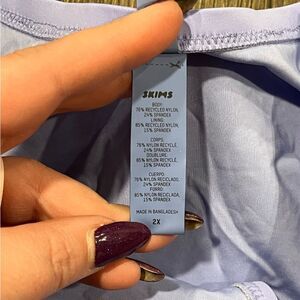 SKIMS
BODY:
76% RECYCLED NYLON,
24% SPANDEX
LINING:
85% RECYCLED NYLON,
15% SPANDEX
CORPS:
76% NYLON RECYCLÉ,
24% SPANDEX
DOUBLURE:
85% NYLON RECYCLÉ,
15% SPANDEX
CUERPO:
76% NYLON RECICLADO,
24% SPANDEX
FORRO:
85% NYLON RECICLADO,
15% SPANDEX
MADE IN BANGLADESH
2X